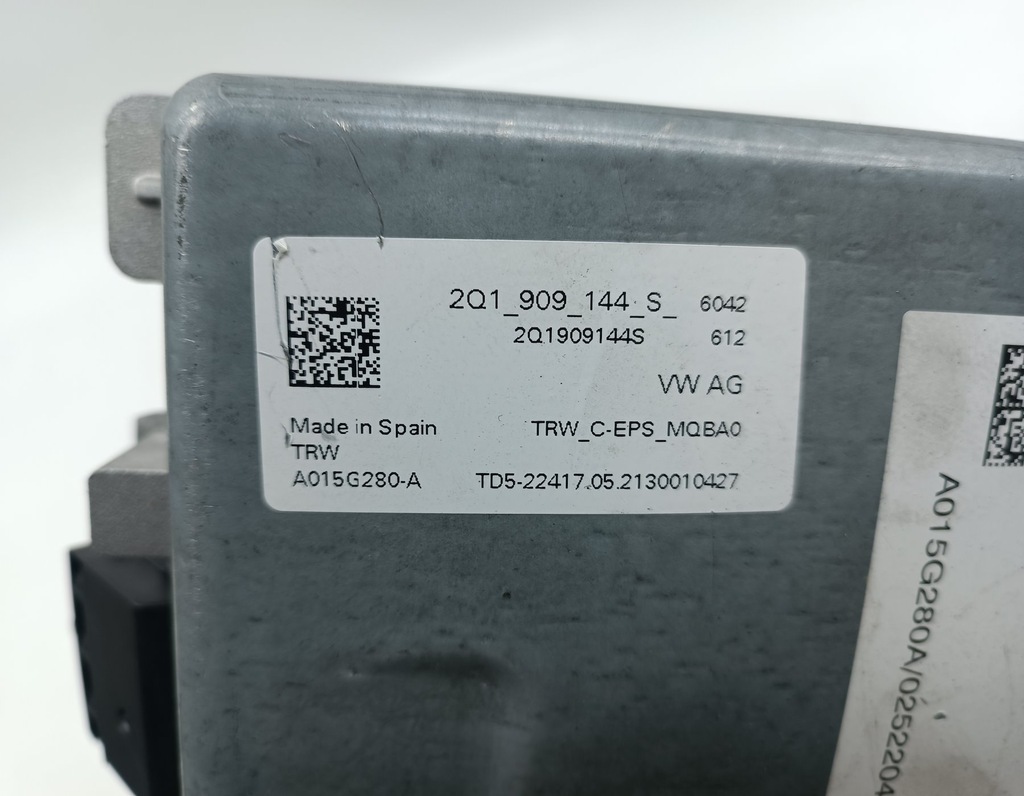 2Q1_909_144_S_ 6042
2Q1909144S 612
VW AG
Made in Spain TRW_C-EPS_MQBA0
TRW
A015G280-A TD5-22417.05.2130010427
A015G280A/0252204